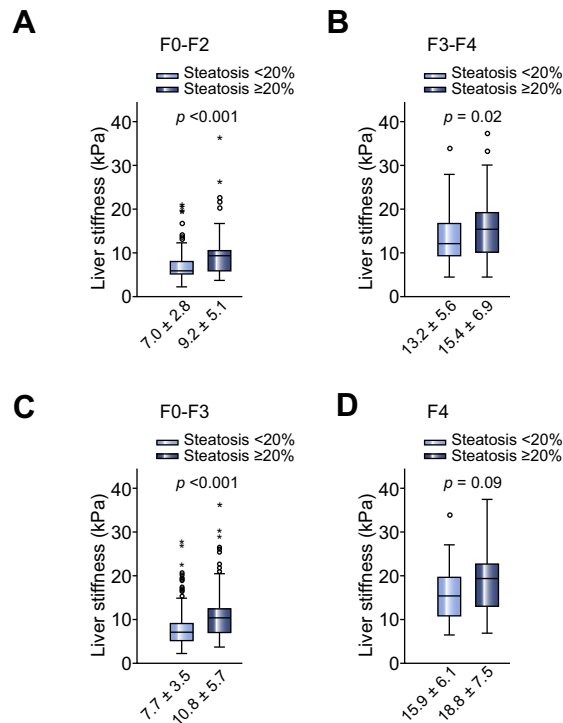 A
F0-F2
Steatosis <20%
Steatosis ≥20%
p <0.001
Liver stiffness (kPa)
40
30
20
10
0
7.0 ± 2.8
9.2 ± 5.1
B
F3-F4
Steatosis <20%
Steatosis ≥20%
p = 0.02
Liver stiffness (kPa)
40
30
20
10
0
13.2 ± 5.6
15.4 ± 6.9
C
F0-F3
Steatosis <20%
Steatosis ≥20%
p <0.001
Liver stiffness (kPa)
40
30
20
10
0
7.7 ± 3.5
10.8 ± 5.7
D
F4
Steatosis <20%
Steatosis ≥20%
p = 0.09
Liver stiffness (kPa)
40
30
20
10
0
15.9 ± 6.1
18.8 ± 7.5